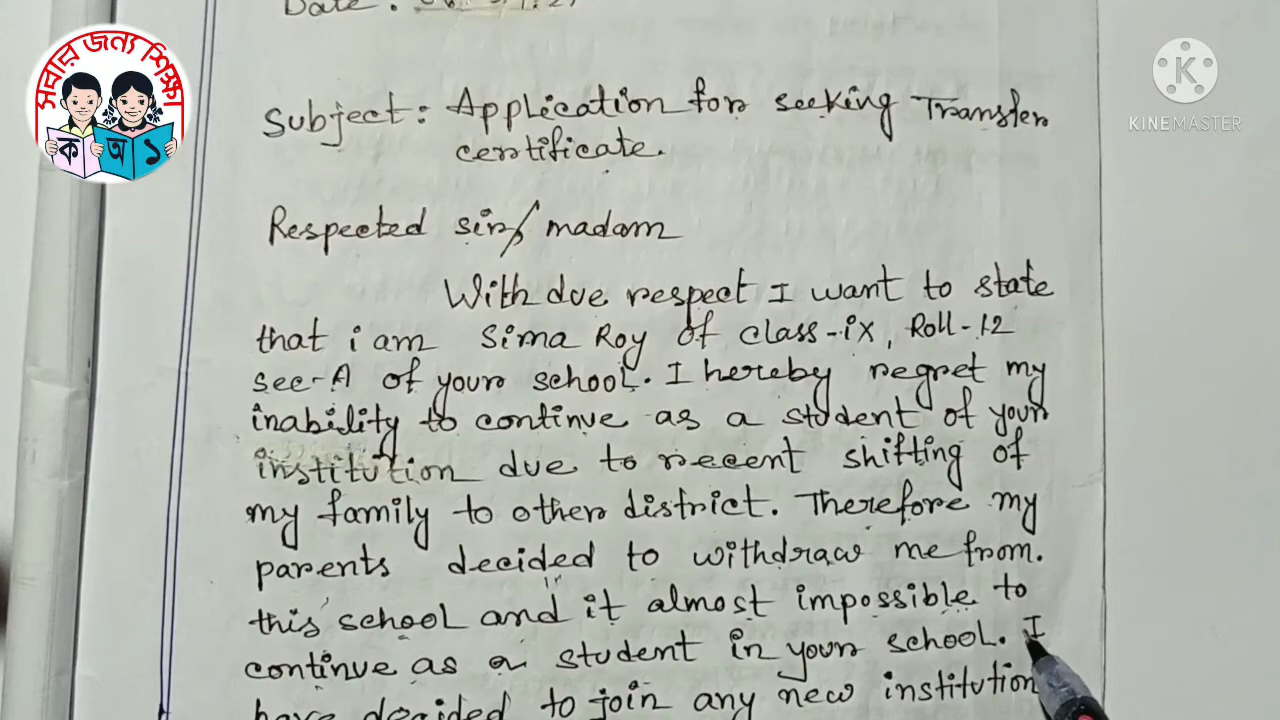 Date:
সবার জন্য শিক্ষা
ক অ ১
K
KINEMASTER
Subject: Application for seeking Transfer
certificate.
Respected sir/madam
With due respect I want to state
that i am Sima Roy of class-ix, Roll-12
sec-A of your school. I hereby regret my
inability to continue as a student of your
institution due to recent shifting of
my family to other district. Therefore my
parents decided to withdraw me from.
this school and it almost impossible to
continue as a student in your school. I
have decided to join any new institution